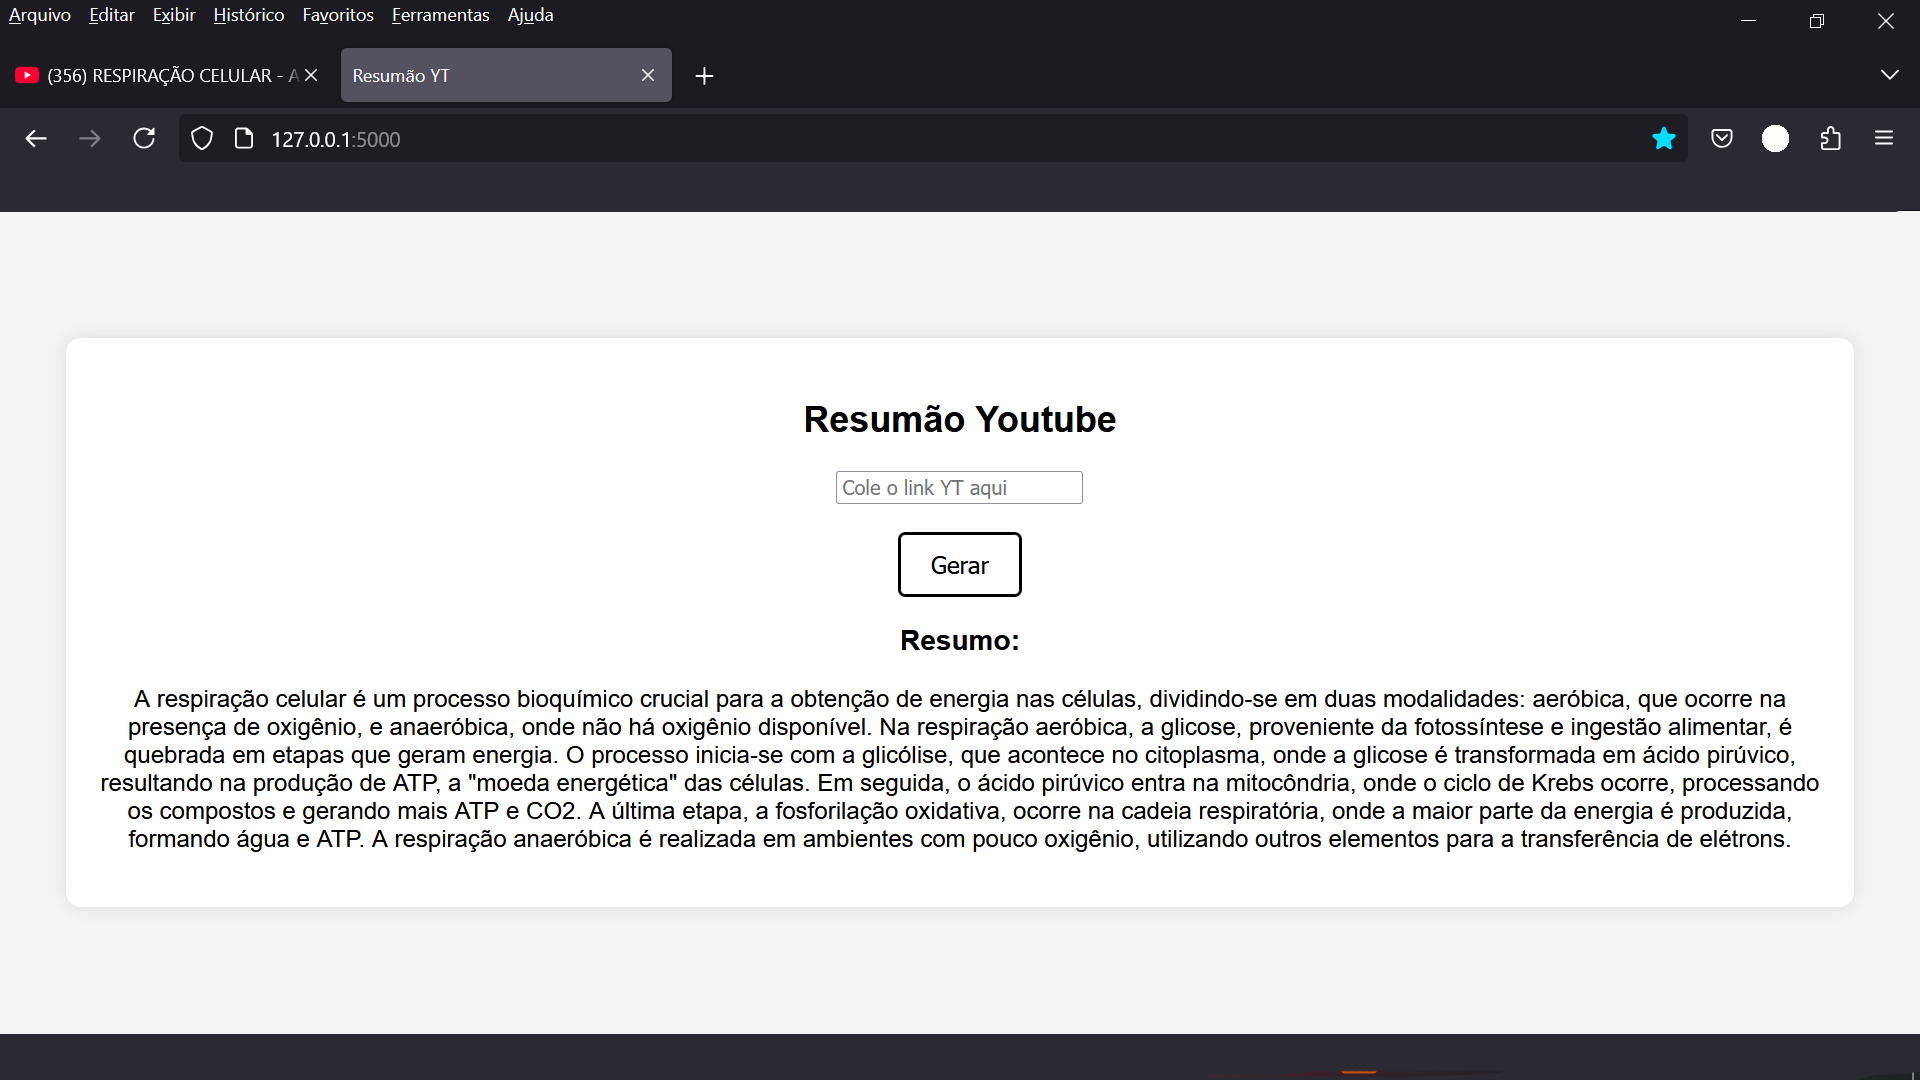 Arquivo Editar Exibir Histórico Favoritos Ferramentas Ajuda
(356) RESPIRAÇÃO CELULAR - A
Resumão YT
127.0.0.1:5000
Resumão Youtube
Cole o link YT aqui
Gerar
Resumo:
A respiração celular é um processo bioquímico crucial para a obtenção de energia nas células, dividindo-se em duas modalidades: aeróbica, que ocorre na
presença de oxigênio, e anaeróbica, onde não há oxigênio disponível. Na respiração aeróbica, a glicose, proveniente da fotossíntese e ingestão alimentar, é
quebrada em etapas que geram energia. O processo inicia-se com a glicólise, que acontece no citoplasma, onde a glicose é transformada em ácido pirúvico,
resultando na produção de ATP, a "moeda energética" das células. Em seguida, o ácido pirúvico entra na mitocôndria, onde o ciclo de Krebs ocorre, processando
os compostos e gerando mais ATP e CO2. A última etapa, a fosforilação oxidativa, ocorre na cadeia respiratória, onde a maior parte da energia é produzida,
formando água e ATP. A respiração anaeróbica é realizada em ambientes com pouco oxigênio, utilizando outros elementos para a transferência de elétrons.